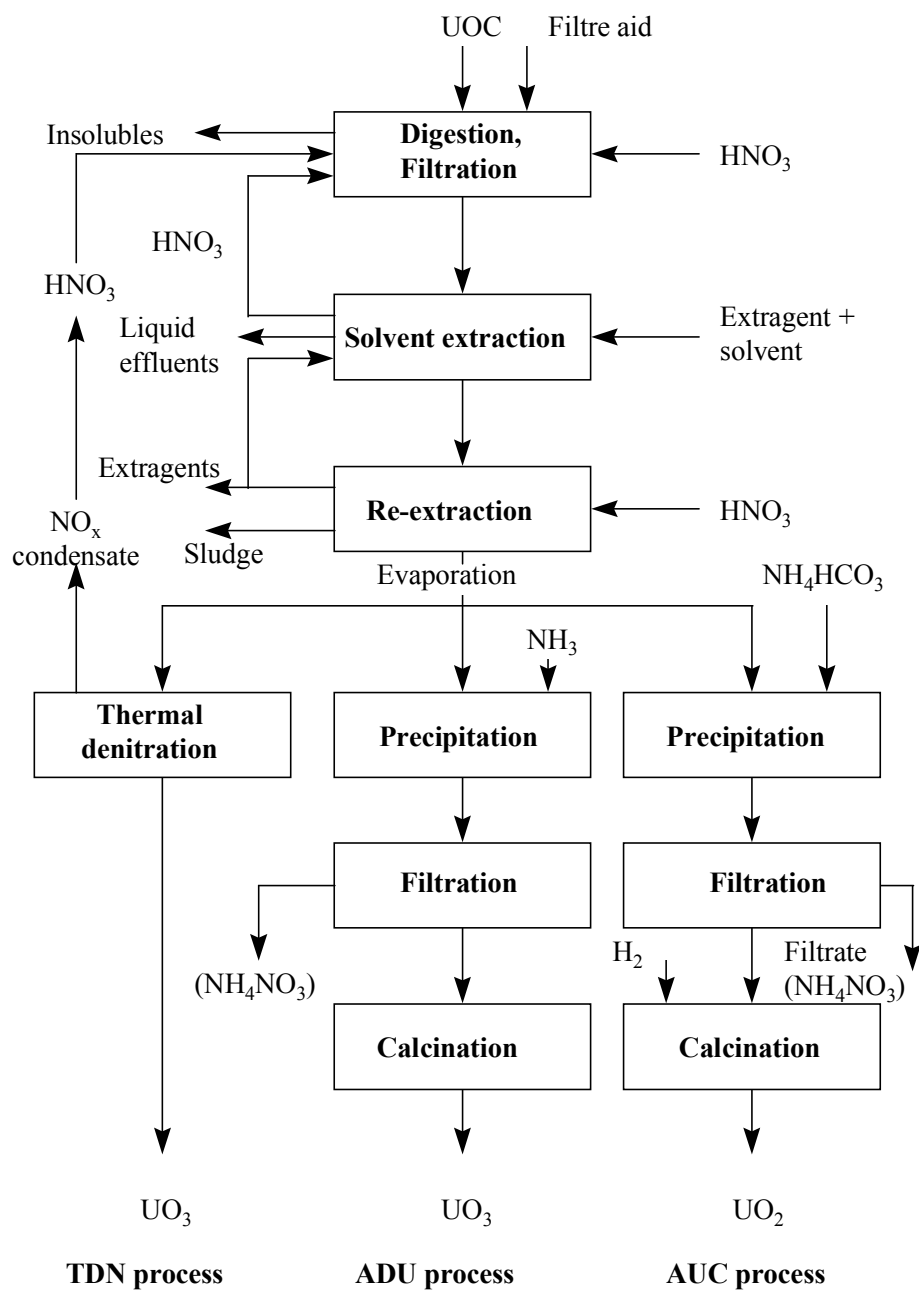 UOC
Filtre aid
Insolubles
Digestion,
Filtration
HNO₃
HNO₃
HNO₃
Liquid
effluents
Solvent extraction
Extragent +
solvent
Extragents
Re-extraction
HNO₃
NOₓ
condensate
Sludge
Evaporation
NH₄HCO₃
NH₃
Thermal
denitration
Precipitation
Precipitation
Filtration
Filtration
(NH₄NO₃)
H₂
Filtrate
(NH₄NO₃)
Calcination
Calcination
UO₃
UO₃
UO₂
TDN process
ADU process
AUC process